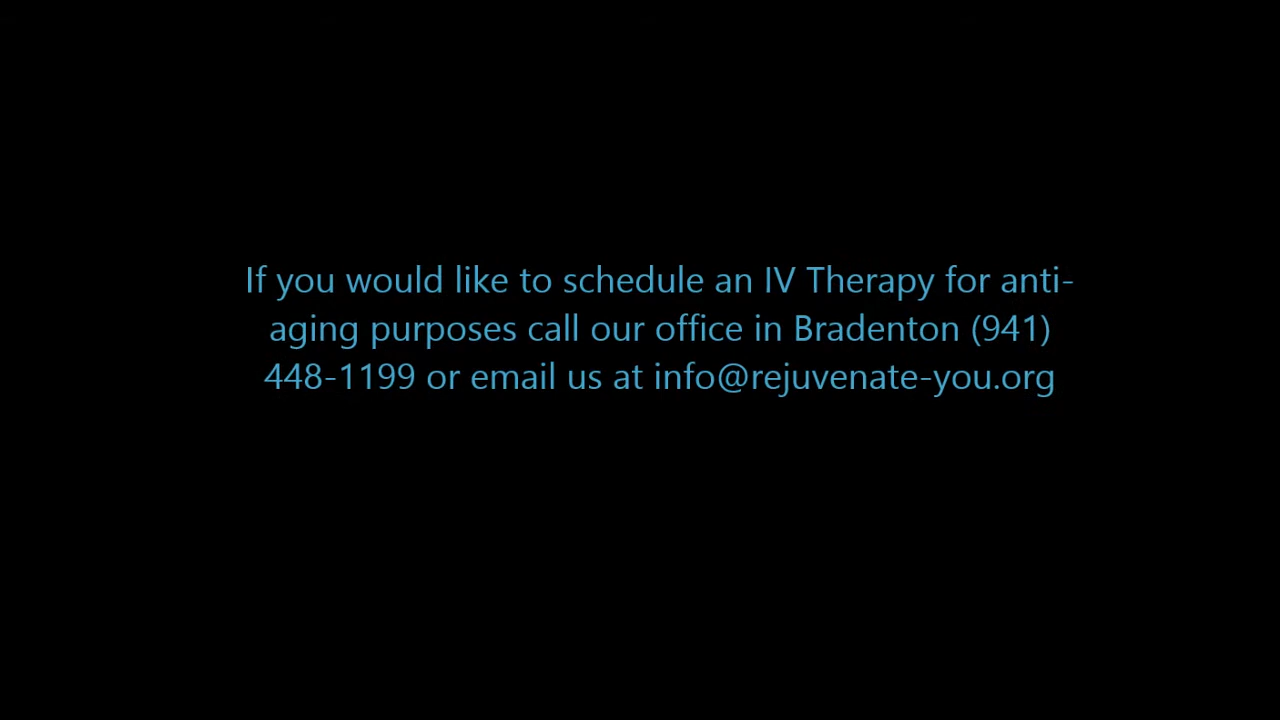 If you would like to schedule an IV Therapy for anti-
aging purposes call our office in Bradenton (941)
448-1199 or email us at info@rejuvenate-you.org